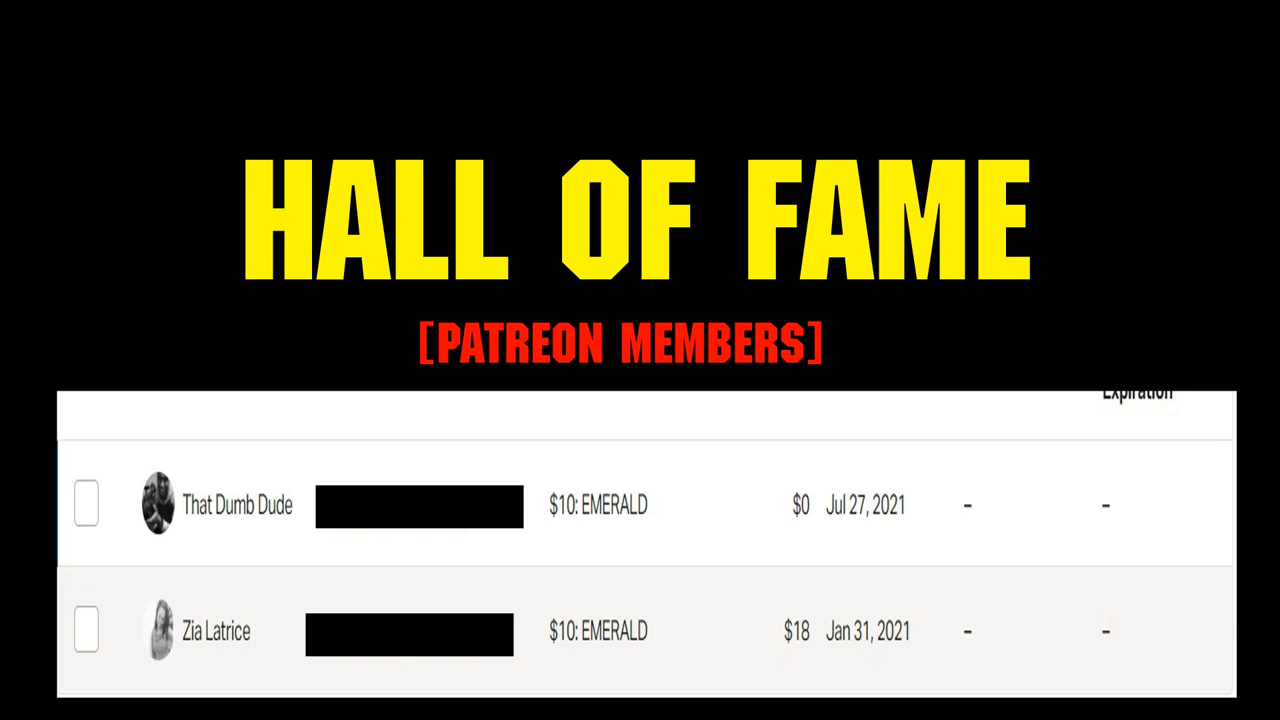 HALL OF FAME
[PATREON MEMBERS]
Expiration
That Dumb Dude $10: EMERALD $0 Jul 27, 2021 – –
Zia Latrice $10: EMERALD $18 Jan 31, 2021 – –